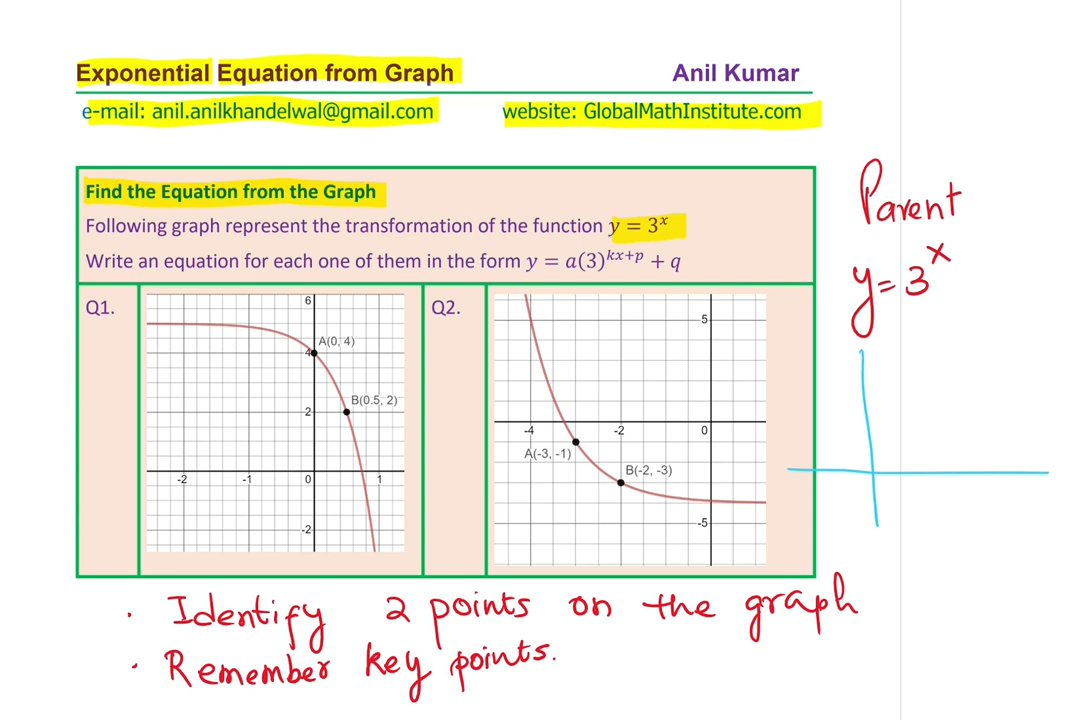 Exponential Equation from Graph Anil Kumar
e-mail: anil.anilkhandelwal@gmail.com website: GlobalMathInstitute.com
Find the Equation from the Graph
Following graph represent the transformation of the function y = 3ˣ
Write an equation for each one of them in the form y = a(3)ᵏˣ⁺ᵖ + q
Q1.
6
A(0, 4)
4
B(0.5, 2)
2
-2 -1 0 1
-2
Q2.
5
-4 -2 0
A(-3, -1)
B(-2, -3)
-5
Parent
y = 3ˣ
· Identify 2 points on the graph
· Remember key points.